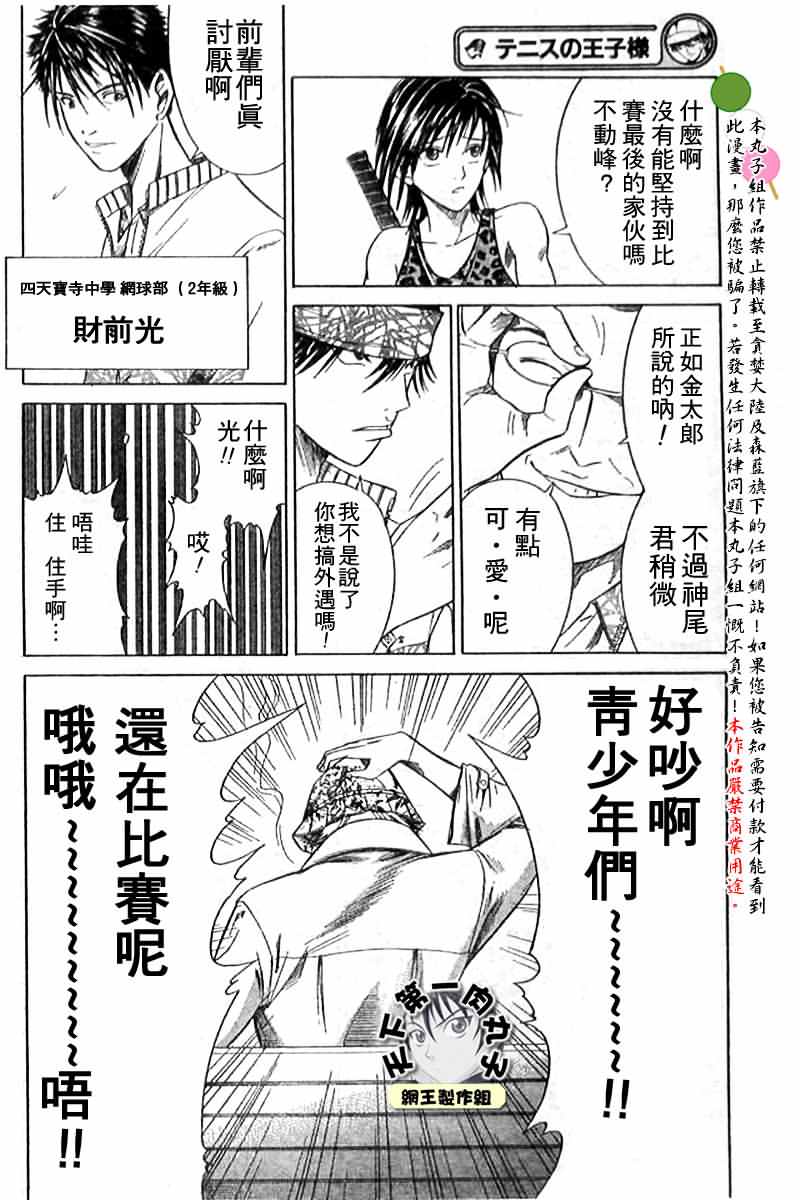 テニスの王子様
什麼啊
沒有能堅持到比
賽最後的家伙嗎
不動峰？
前輩們真
討厭啊
四天寶寺中學 網球部 （2年級）
財前光
正如金太郎
所說的吶！
不過神尾
君稍微
有點
可・愛・呢
我不是說了
你想搞外遇嗎！
什麼啊
光!!
哎！
唔哇
住 住手啊…
好吵啊
青少年們
~~~~~~!!
還在比賽呢
哦哦~~~~~~~~唔!!
天下第一肉丸子
網王製作組
本丸子組作品禁止轉載至貪婪大陸及森藍旗下的任何網站！如果您被告知需要付款才能看到
此漫畫，那麼您被騙了。若發生任何法律問題本丸子組一慨不負責！本作品嚴禁商業用途。